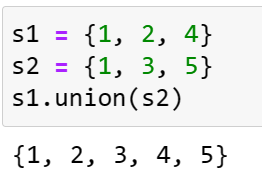 s1 = {1, 2, 4}
s2 = {1, 3, 5}
s1.union(s2)
{1, 2, 3, 4, 5}